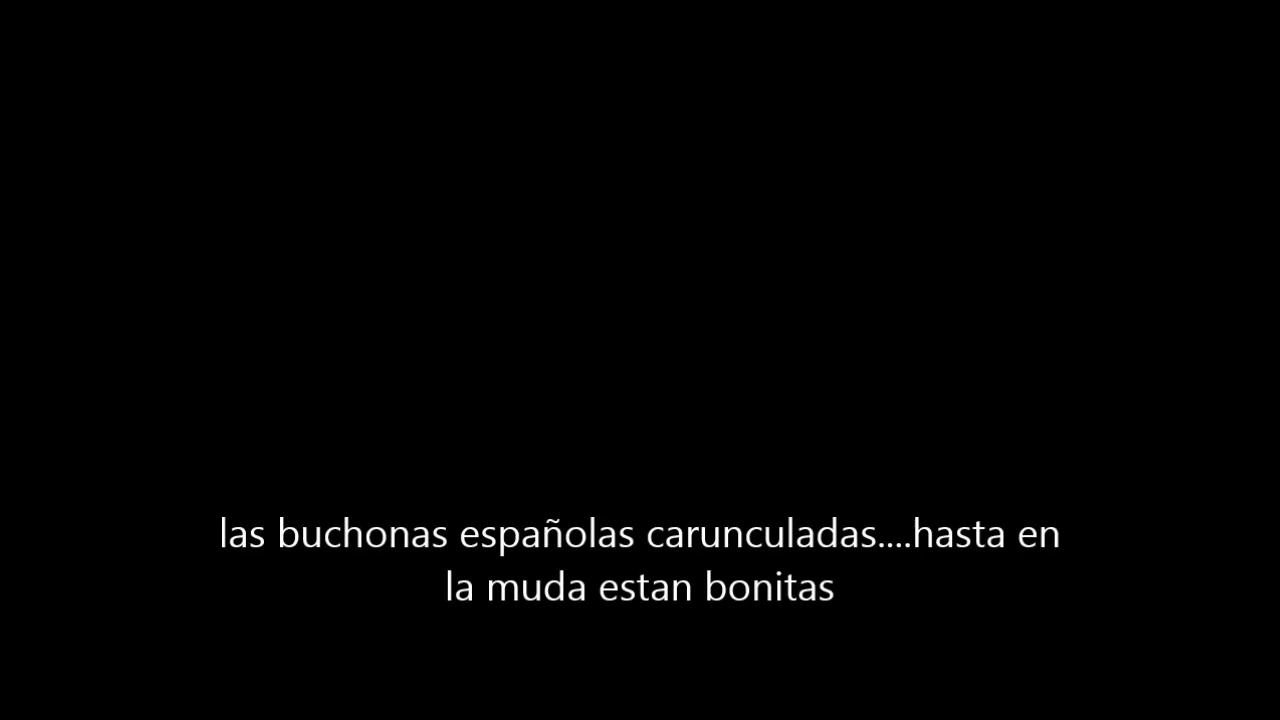 las buchonas españolas carunculadas....hasta en
la muda estan bonitas